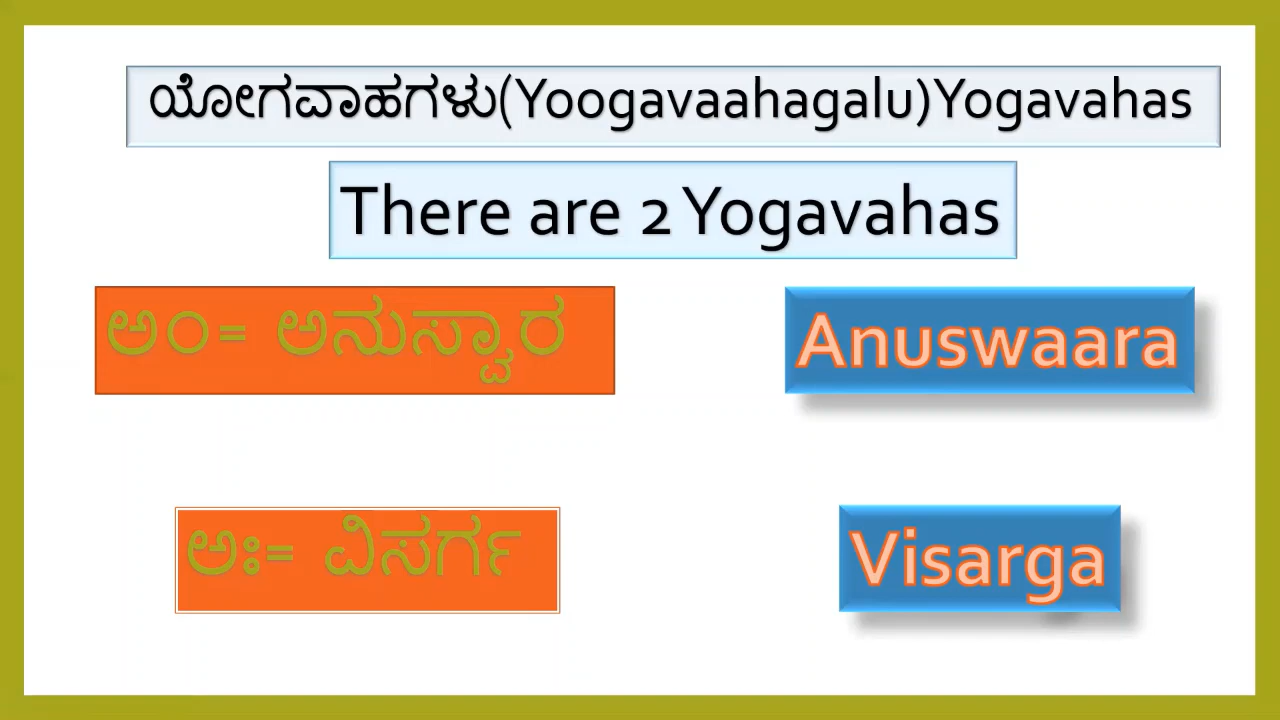 ಯೋಗವಾಹಗಳು(Yoogavaahagalu)Yogavahas
There are 2 Yogavahas
ಅಂ= ಅನುಸ್ವಾರ
Anuswaara
ಅಃ= ವಿಸರ್ಗ
Visarga